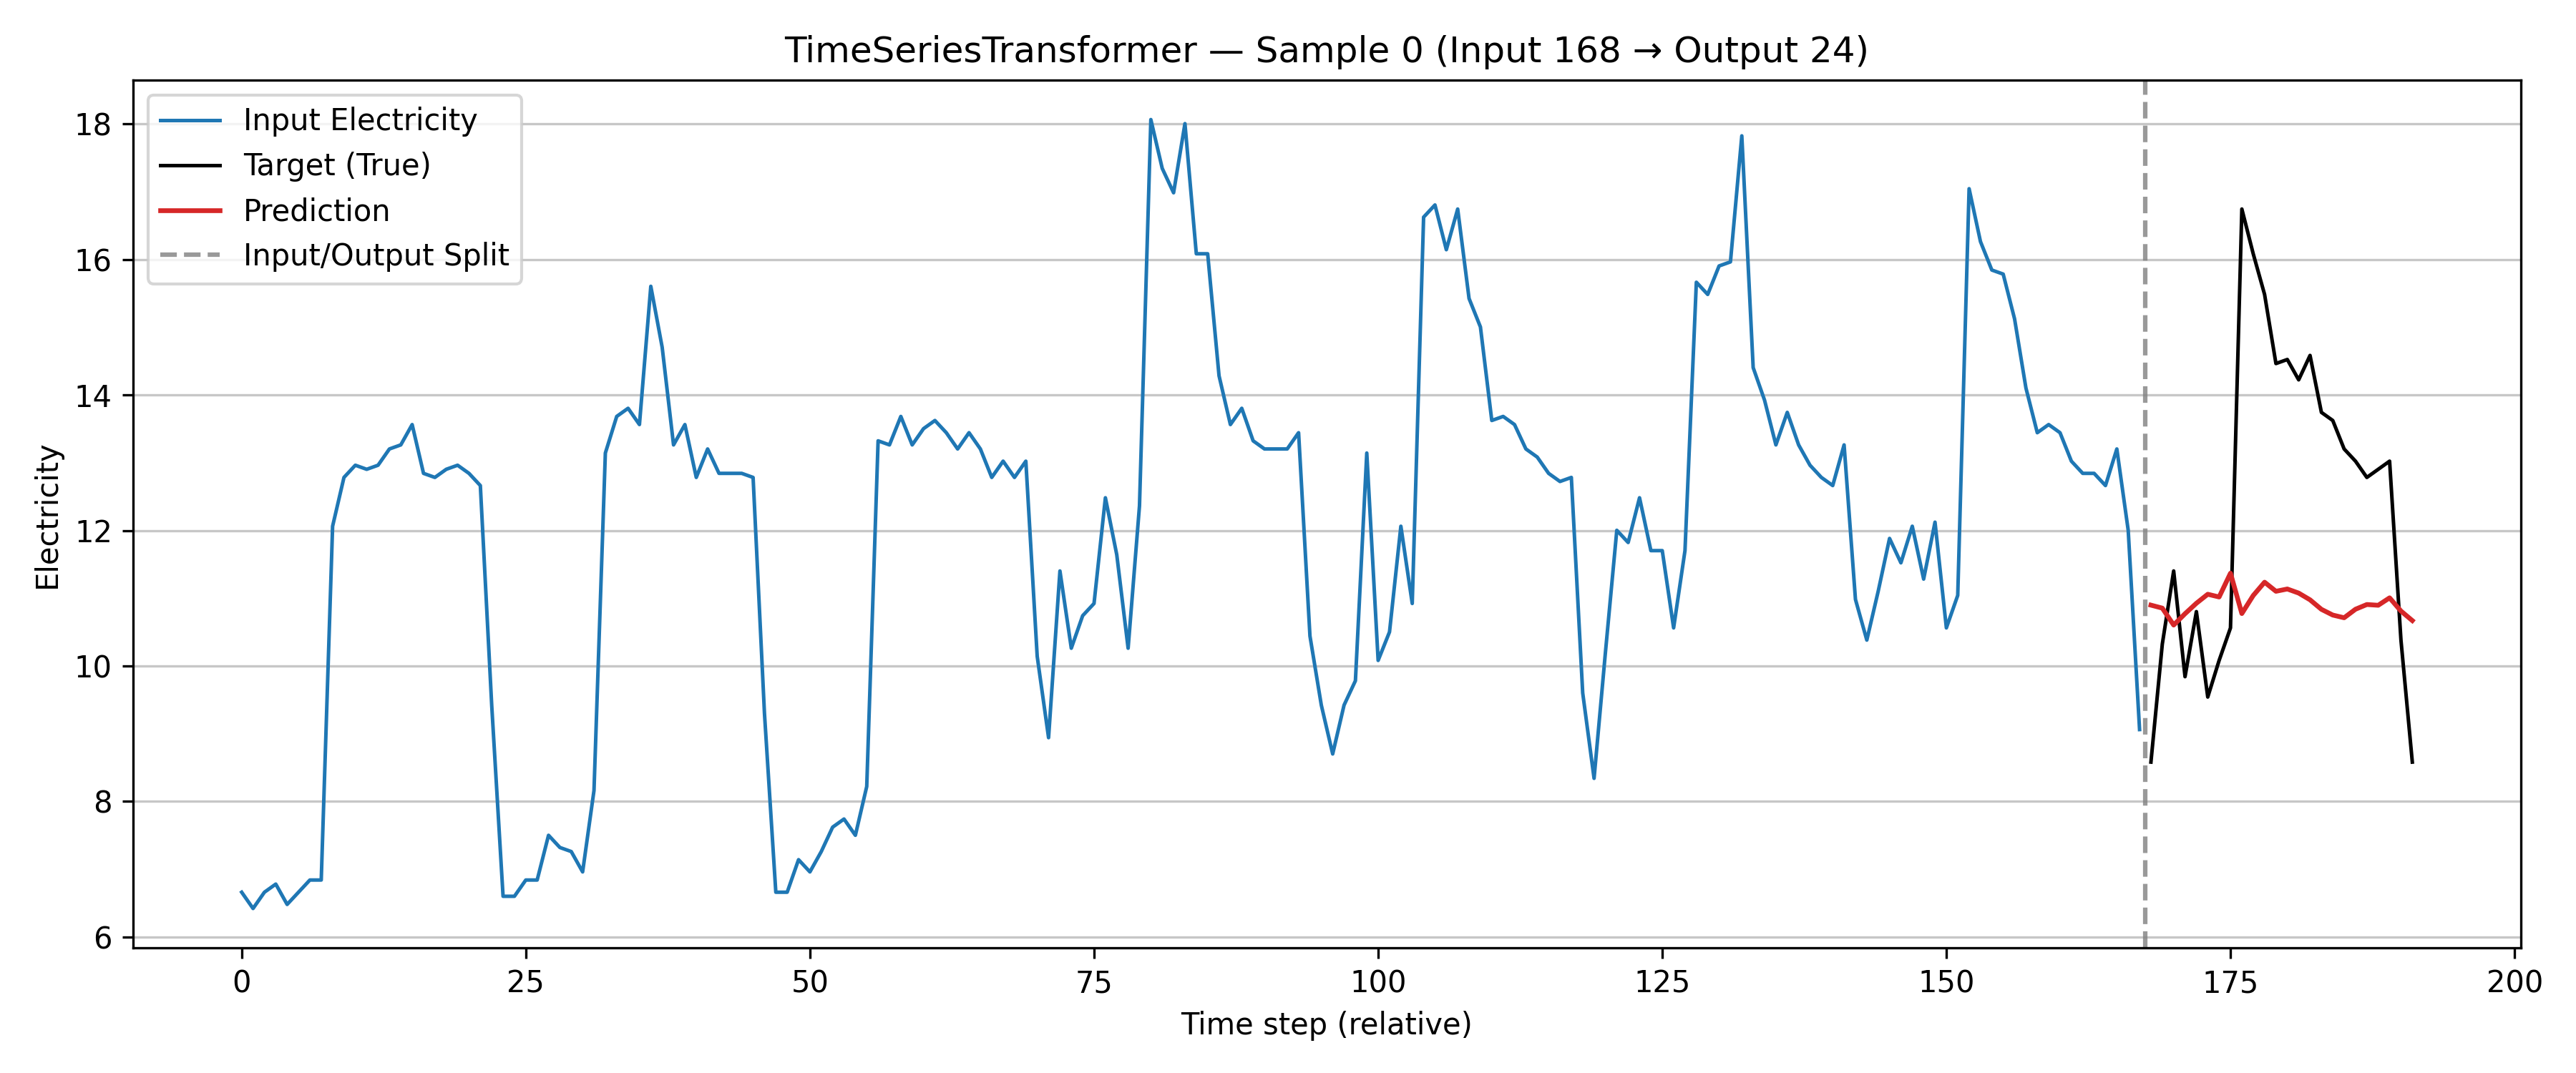 TimeSeriesTransformer — Sample 0 (Input 168 → Output 24)
Input Electricity
Target (True)
Prediction
Input/Output Split
18
16
14
12
10
8
6
Electricity
0 25 50 75 100 125 150 175 200
Time step (relative)